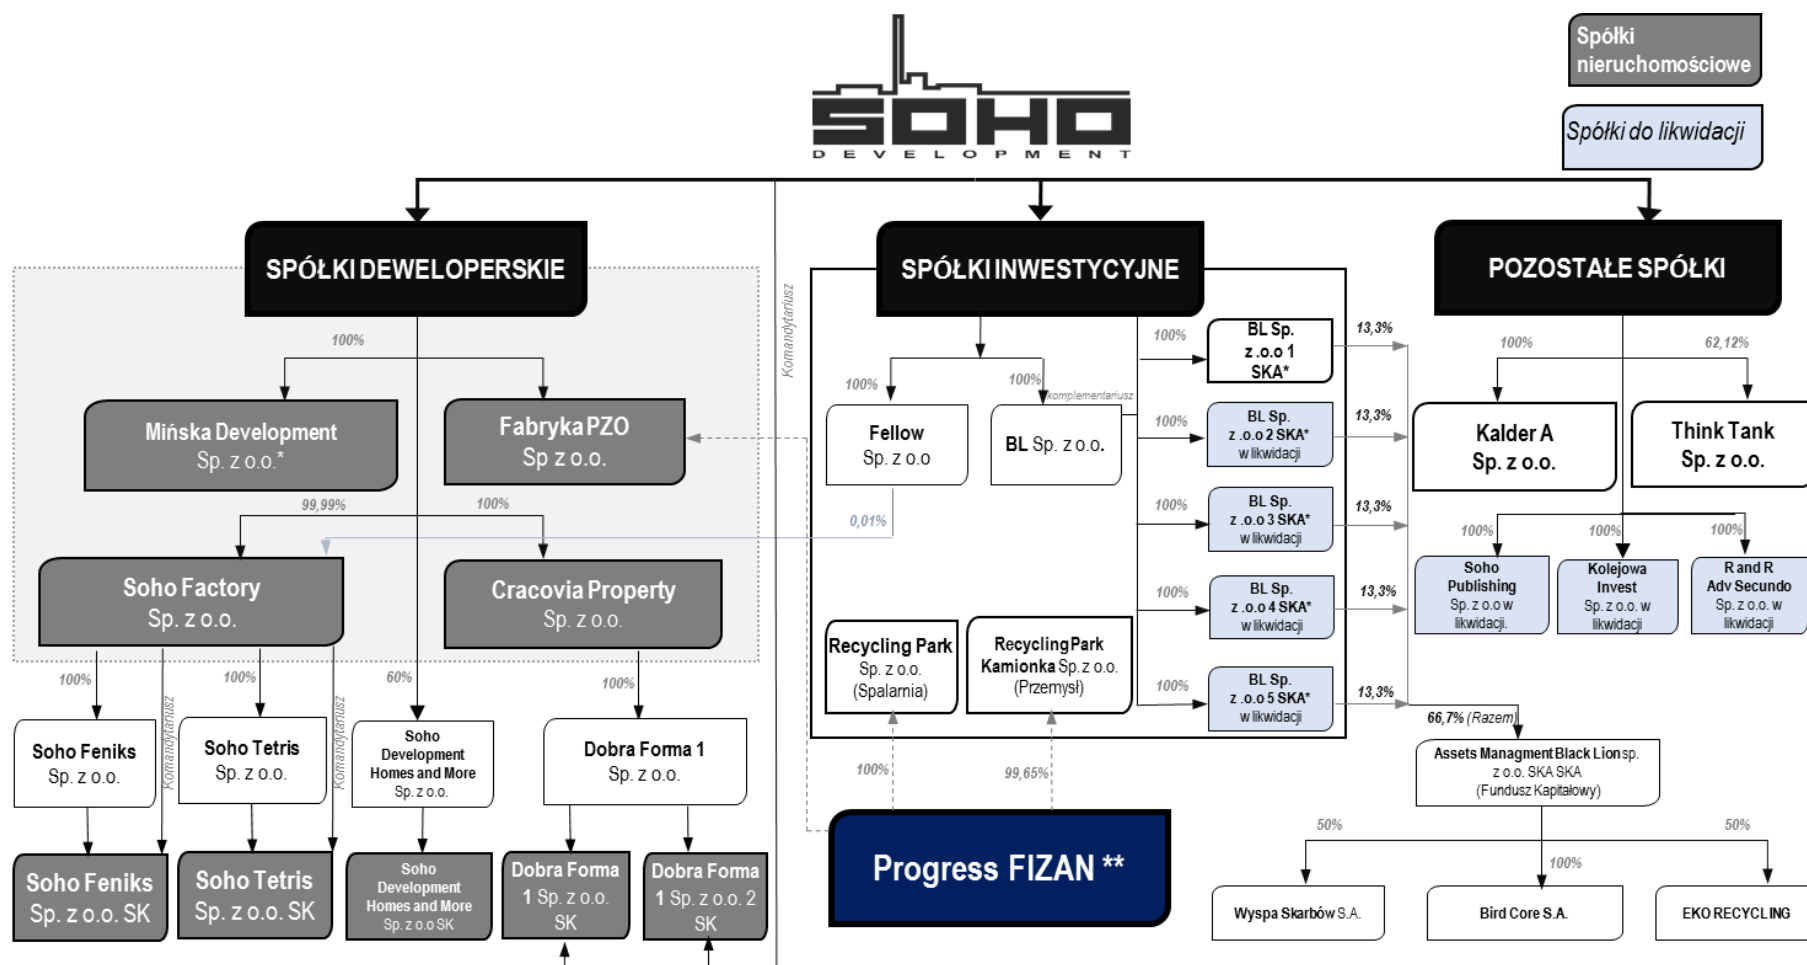 Spółki
nieruchomościowe
Spółki do likwidacji
SOHO
DEVELOPMENT
SPÓŁKI DEWELOPERSKIE
SPÓŁKI INWESTYCYJNE
POZOSTAŁE SPÓŁKI
Komandytariusz
100%
Mińska Development
Sp. z o.o.*
Fabryka PZO
Sp z o.o.
99,99%
100%
Soho Factory
Sp. z o.o.
Cracovia Property
Sp. z o.o.
100%
Komandytariusz
100%
Komandytariusz
60%
100%
Soho Feniks
Sp. z o.o.
Soho Tetris
Sp. z o.o.
Soho
Development
Homes and More
Sp. z o.o.
Dobra Forma 1
Sp. z o.o.
Soho Feniks
Sp. z o.o. SK
Soho Tetris
Sp. z o.o. SK
Soho
Development
Homes and More
Sp. z o.o SK
Dobra Forma
1 Sp. z o.o.
SK
Dobra Forma
1 Sp. z o.o. 2
SK
100%
100%
komplementariusz
Fellow
Sp. z o.o
BL Sp. z o.o.
0,01%
100%
BL Sp.
z .o.o 1
SKA*
13,3%
100%
BL Sp.
z .o.o 2 SKA*
w likwidacji
13,3%
100%
BL Sp.
z .o.o 3 SKA*
w likwidacji
13,3%
100%
BL Sp.
z .o.o 4 SKA*
w likwidacji
13,3%
100%
BL Sp.
z .o.o 5 SKA*
w likwidacji
13,3%
Recycling Park
Sp. z o.o.
(Spalarnia)
Recycling Park
Kamionka Sp. z o.o.
(Przemysł)
100%
99,65%
Progress FIZAN **
100%
62,12%
Kalder A
Sp. z o.o.
Think Tank
Sp. z o.o.
100%
100%
100%
Soho
Publishing
Sp. z o.o w
likwidacji.
Kolejowa
Invest
Sp. z o.o. w
likwidacji
R and R
Adv Secundo
Sp. z o.o. w
likwidacji
66,7% (Razem)
Assets Managment Black Lion sp.
z o.o. SKA SKA
(Fundusz Kapitałowy)
50%
100%
50%
Wyspa Skarbów S.A.
Bird Core S.A.
EKO RECYCLING